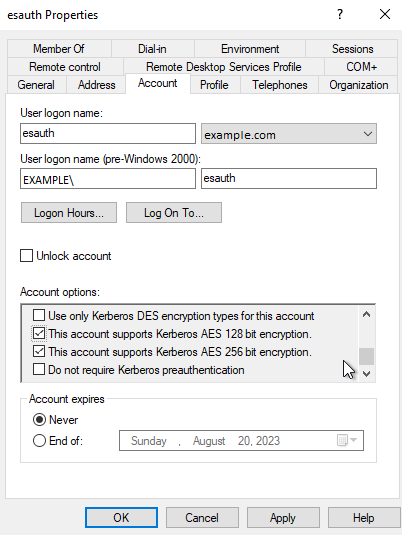 esauth Properties ? ×
Member Of Dial-in Environment Sessions
Remote control Remote Desktop Services Profile COM+
General Address Account Profile Telephones Organization
User logon name:
esauth example.com
User logon name (pre-Windows 2000):
EXAMPLE\ esauth
Logon Hours... Log On To...
Unlock account
Account options:
Use only Kerberos DES encryption types for this account
This account supports Kerberos AES 128 bit encryption.
This account supports Kerberos AES 256 bit encryption.
Do not require Kerberos preauthentication
Account expires
Never
End of: Sunday , August 20, 2023
OK Cancel Apply Help